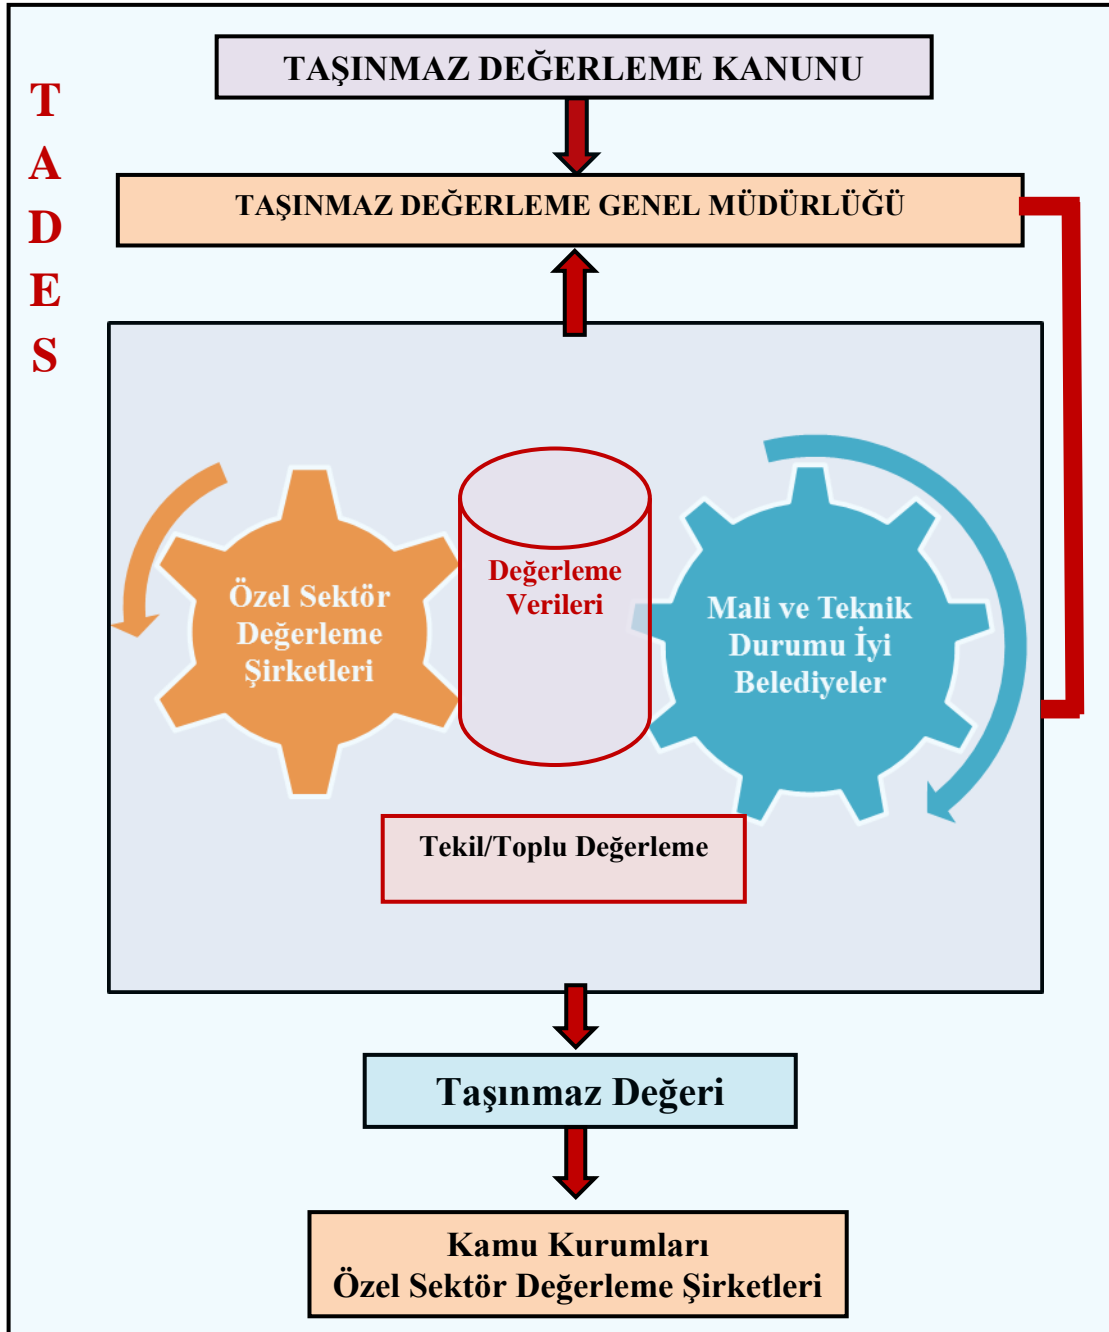 TAŞINMAZ DEĞERLEME KANUNU
T
A
D
E
S
TAŞINMAZ DEĞERLEME GENEL MÜDÜRLÜĞÜ
Özel Sektör
Değerleme
Şirketleri
Değerleme
Verileri
Mali ve Teknik
Durumu İyi
Belediyeler
Tekil/Toplu Değerleme
Taşınmaz Değeri
Kamu Kurumları
Özel Sektör Değerleme Şirketleri